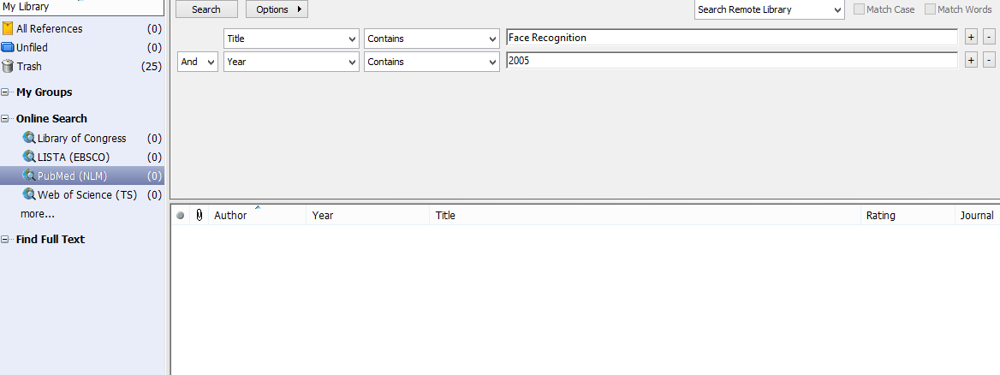 My Library
All References (0)
Unfiled (0)
Trash (25)
My Groups
Online Search
Library of Congress (0)
LISTA (EBSCO) (0)
PubMed (NLM) (0)
Web of Science (TS) (0)
more...
Find Full Text
Search Options Search Remote Library Match Case Match Words
Title Contains Face Recognition + -
And Year Contains 2005 + -
Author Year Title Rating Journal